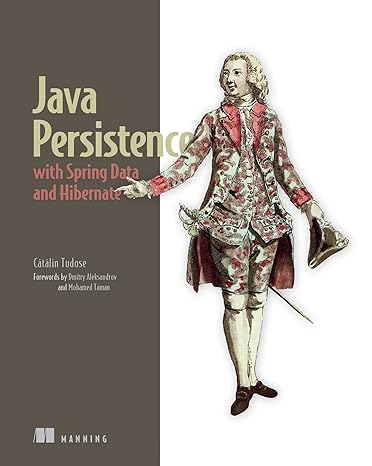 Java
Persistence
with Spring Data
and Hibernate
Cătălin Tudose
Forewords by Dmitry Aleksandrov
and Mohamed Taman
MANNING